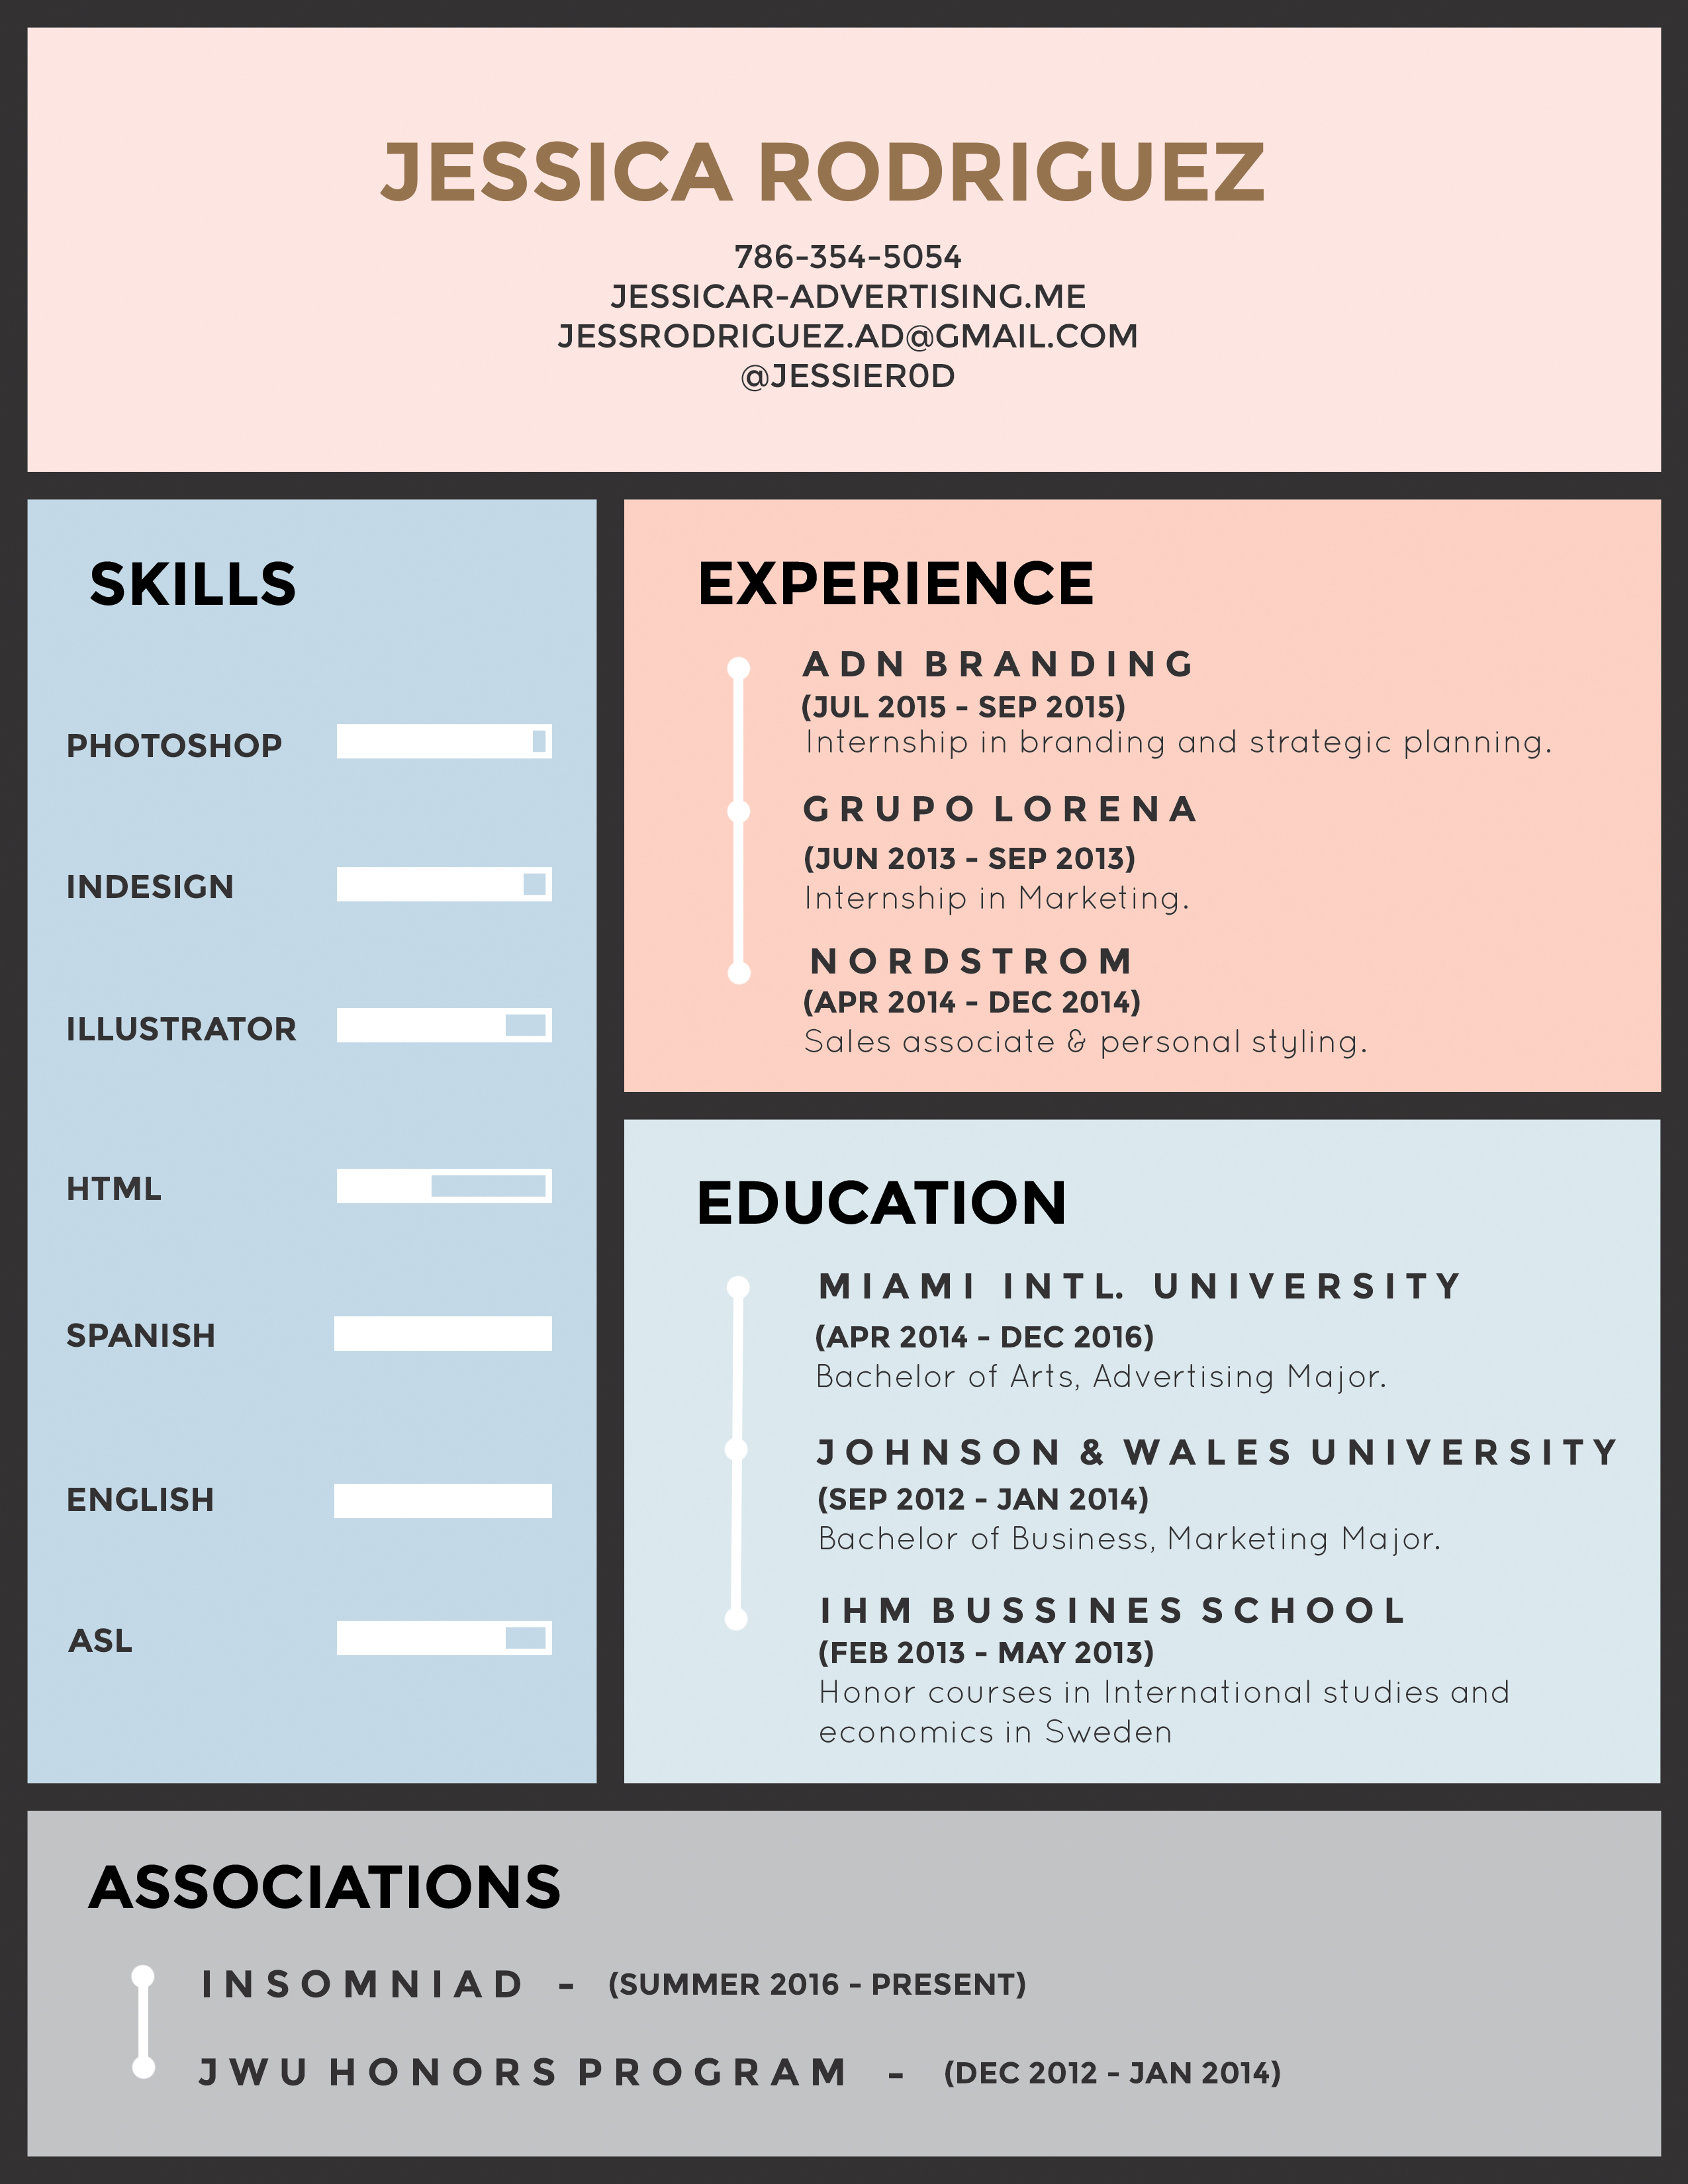 JESSICA RODRIGUEZ
786-354-5054
JESSICAR-ADVERTISING.ME
JESSRODRIGUEZ.AD@GMAIL.COM
@JESSIER0D
SKILLS
PHOTOSHOP
INDESIGN
ILLUSTRATOR
HTML
SPANISH
ENGLISH
ASL
EXPERIENCE
ADN BRANDING
(JUL 2015 - SEP 2015)
Internship in branding and strategic planning.
GRUPO LORENA
(JUN 2013 - SEP 2013)
Internship in Marketing.
NORDSTROM
(APR 2014 - DEC 2014)
Sales associate & personal styling.
EDUCATION
MIAMI INTL. UNIVERSITY
(APR 2014 - DEC 2016)
Bachelor of Arts, Advertising Major.
JOHNSON & WALES UNIVERSITY
(SEP 2012 - JAN 2014)
Bachelor of Business, Marketing Major.
IHM BUSSINES SCHOOL
(FEB 2013 - MAY 2013)
Honor courses in International studies and
economics in Sweden
ASSOCIATIONS
INSOMNIAD - (SUMMER 2016 - PRESENT)
JWU HONORS PROGRAM - (DEC 2012 - JAN 2014)